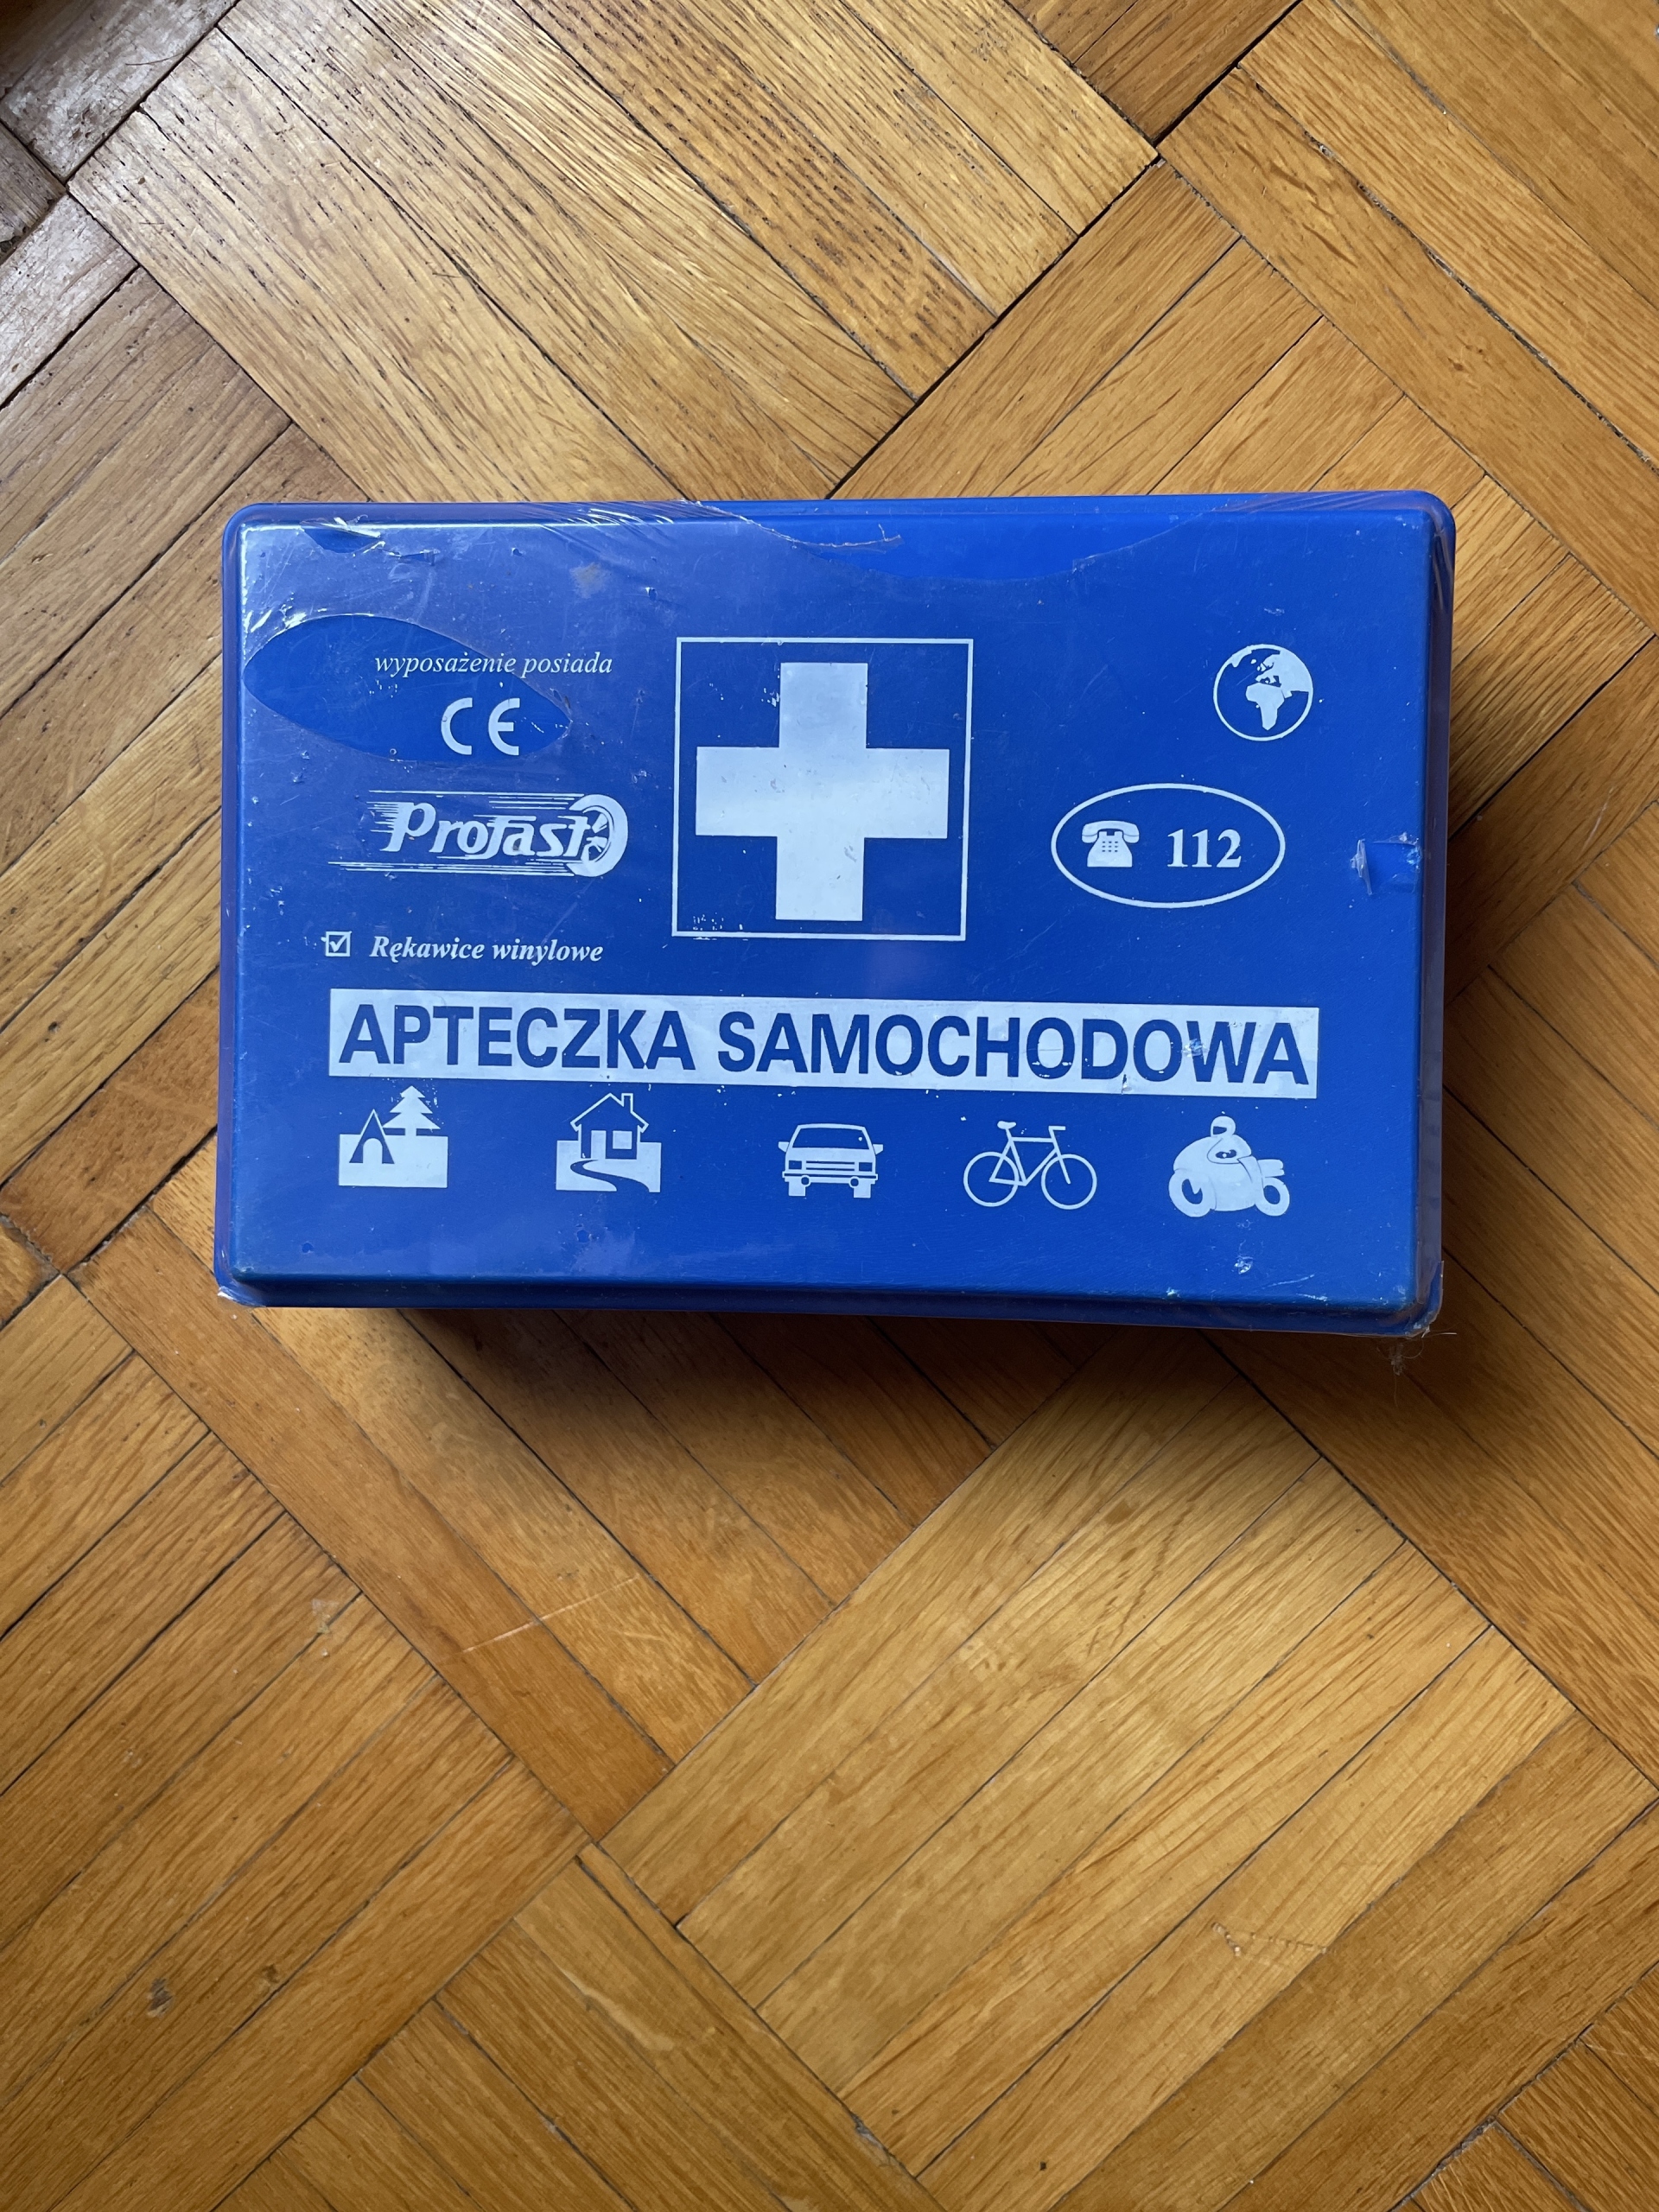 wyposażenie posiada
CE
Profast
112
Rękawice winylowe
APTECZKA SAMOCHODOWA